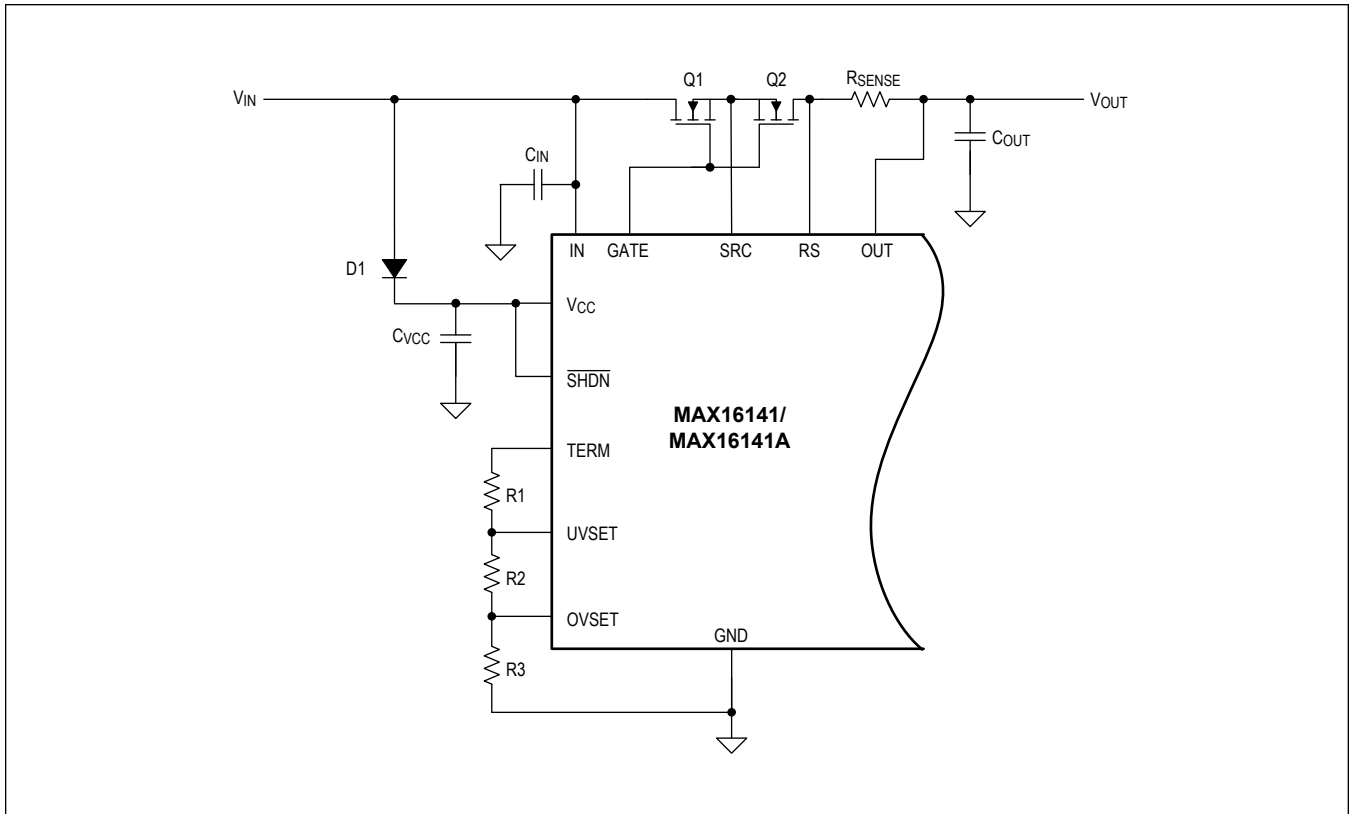 Q1 Q2 RSENSE
VIN VOUT
COUT
CIN
IN GATE SRC RS OUT
D1
VCC
CVCC
SHDN
MAX16141/
MAX16141A
TERM
R1
UVSET
R2
OVSET
GND
R3